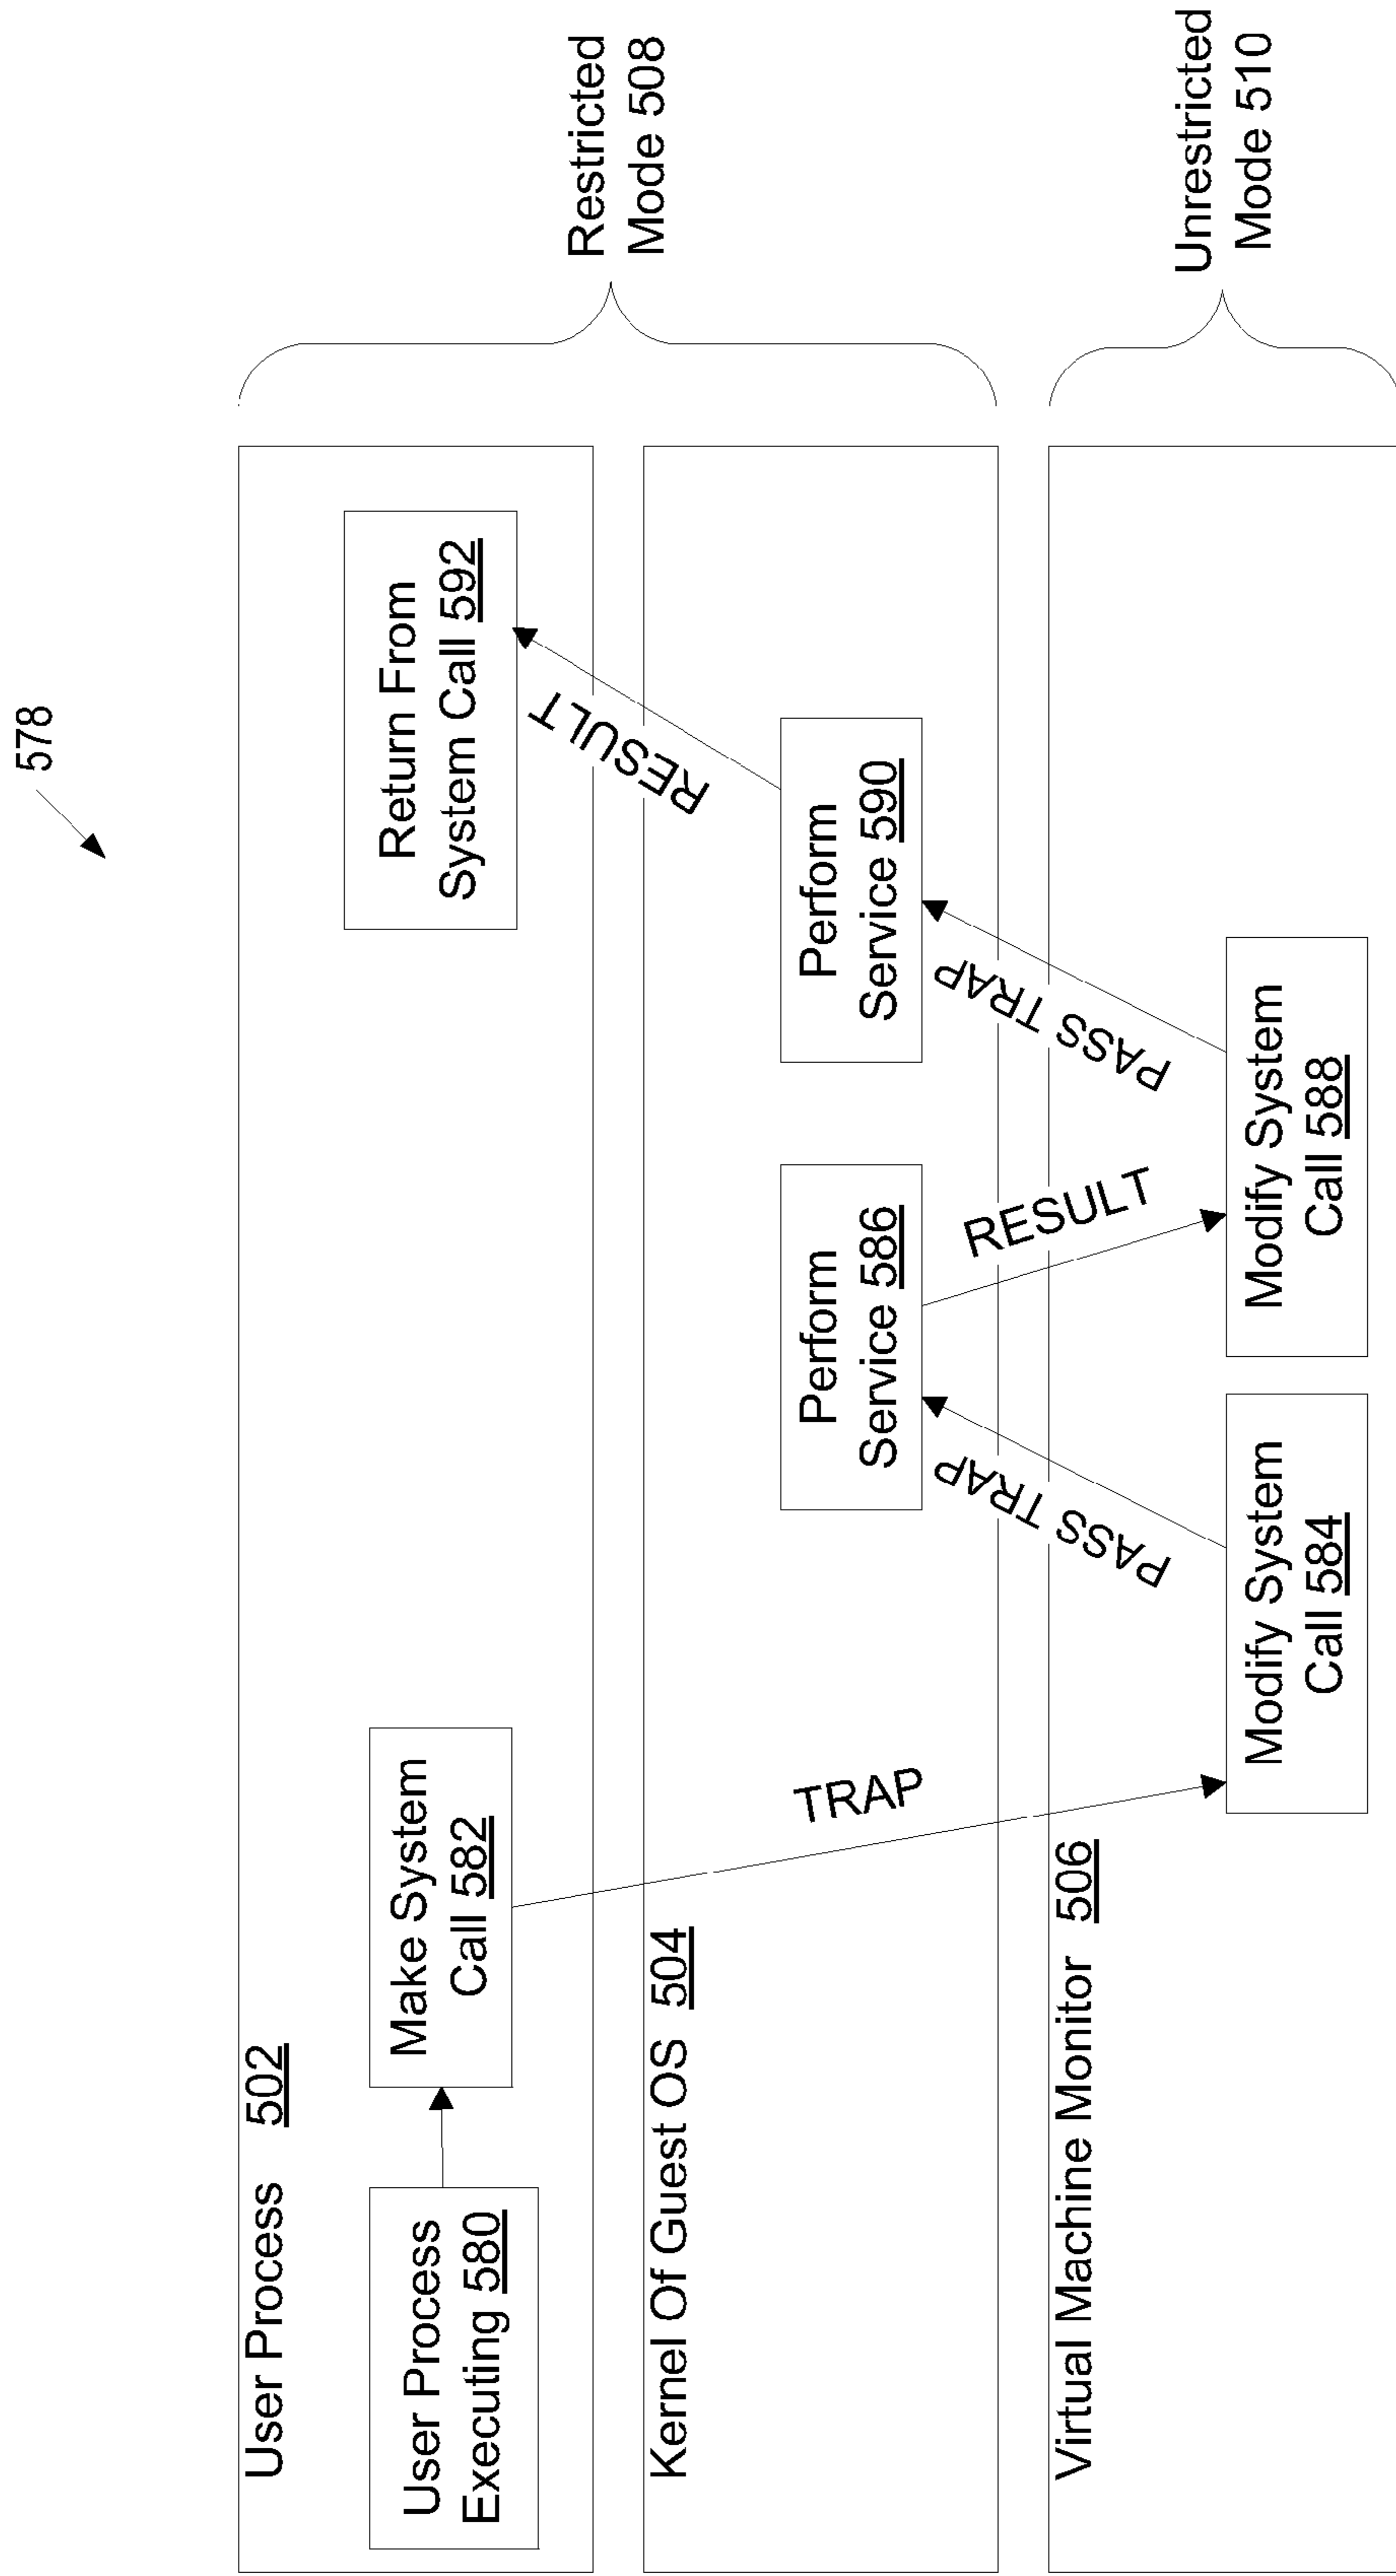 578
User Process 502
User Process
Executing 580
Make System
Call 582
Return From
System Call 592
Restricted
Mode 508
Kernel Of Guest OS 504
TRAP
Perform
Service 586
Perform
Service 590
RESULT
Virtual Machine Monitor 506
PASS TRAP
RESULT
PASS TRAP
Modify System
Call 584
Modify System
Call 588
Unrestricted
Mode 510